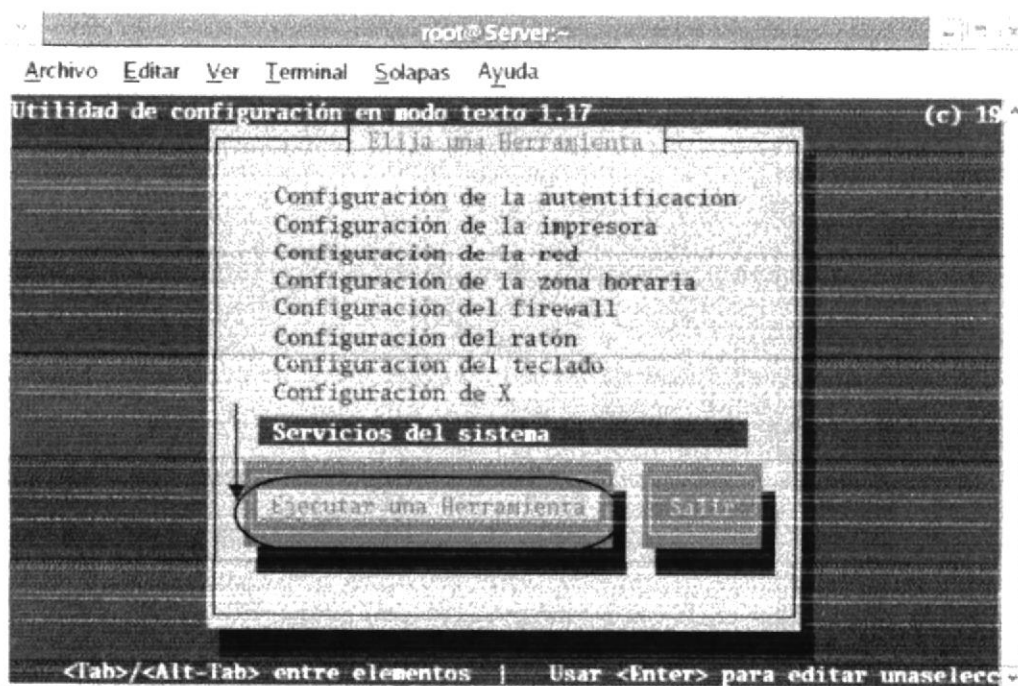 root@Server:~
Archivo Editar Ver Terminal Solapas Ayuda
Utilidad de configuración en modo texto 1.17 (c) 19
Elija una Herramienta
Configuración de la autentificación
Configuración de la impresora
Configuración de la red
Configuración de la zona horaria
Configuración del firewall
Configuración del ratón
Configuración del teclado
Configuración de X
Servicios del sistema
Ejecutar una Herramienta Salir
<Tab>/<Alt-Tab> entre elementos | Usar <Enter> para editar unaselecc